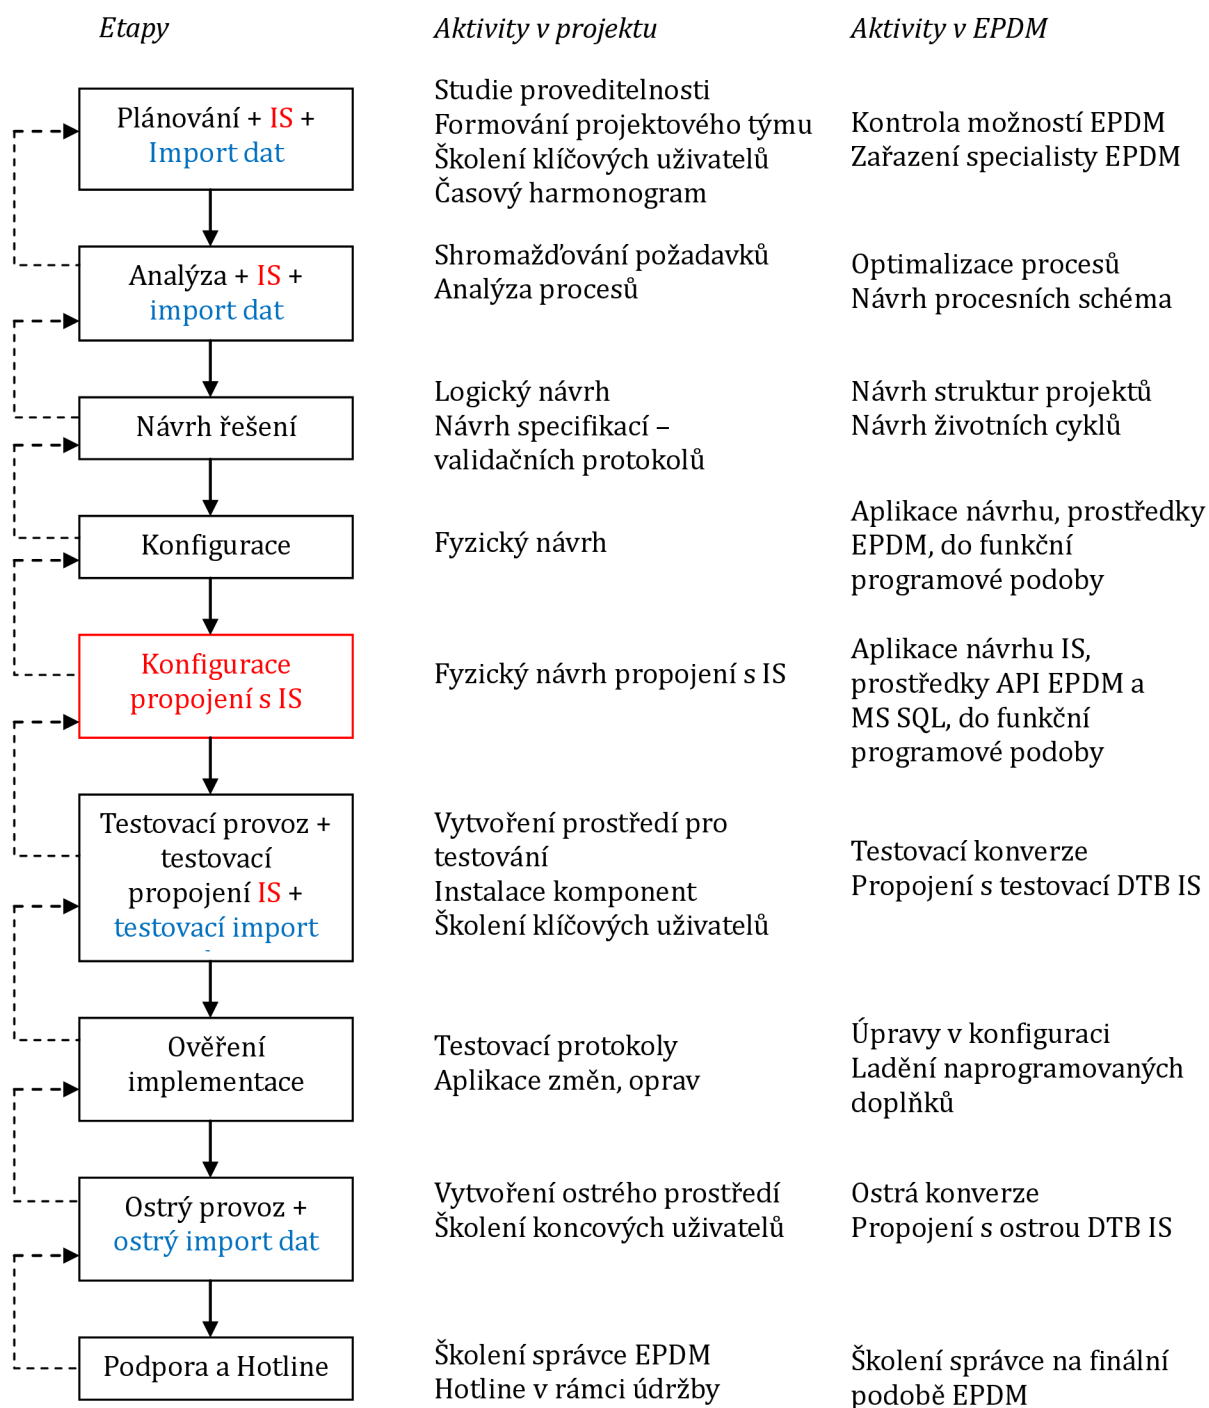 Etapy
Aktivity v projektu
Aktivity v EPDM
Plánování + IS +
Import dat
Studie proveditelnosti
Formování projektového týmu
Školení klíčových uživatelů
Časový harmonogram
Kontrola možností EPDM
Zařazení specialisty EPDM
Analýza + IS +
import dat
Shromažďování požadavků
Analýza procesů
Optimalizace procesů
Návrh procesních schéma
Návrh řešení
Logický návrh
Návrh specifikací –
validačních protokolů
Návrh struktur projektů
Návrh životních cyklů
Konfigurace
Fyzický návrh
Aplikace návrhu, prostředky
EPDM, do funkční
programové podoby
Konfigurace
propojení s IS
Fyzický návrh propojení s IS
Aplikace návrhu IS,
prostředky API EPDM a
MS SQL, do funkční
programové podoby
Testovací provoz +
testovací
propojení IS +
testovací import
Vytvoření prostředí pro
testování
Instalace komponent
Školení klíčových uživatelů
Testovací konverze
Propojení s testovací DTB IS
Ověření
implementace
Testovací protokoly
Aplikace změn, oprav
Úpravy v konfiguraci
Ladění naprogramovaných
doplňků
Ostrý provoz +
ostrý import dat
Vytvoření ostrého prostředí
Školení koncových uživatelů
Ostrá konverze
Propojení s ostrou DTB IS
Podpora a Hotline
Školení správce EPDM
Hotline v rámci údržby
Školení správce na finální
podobě EPDM